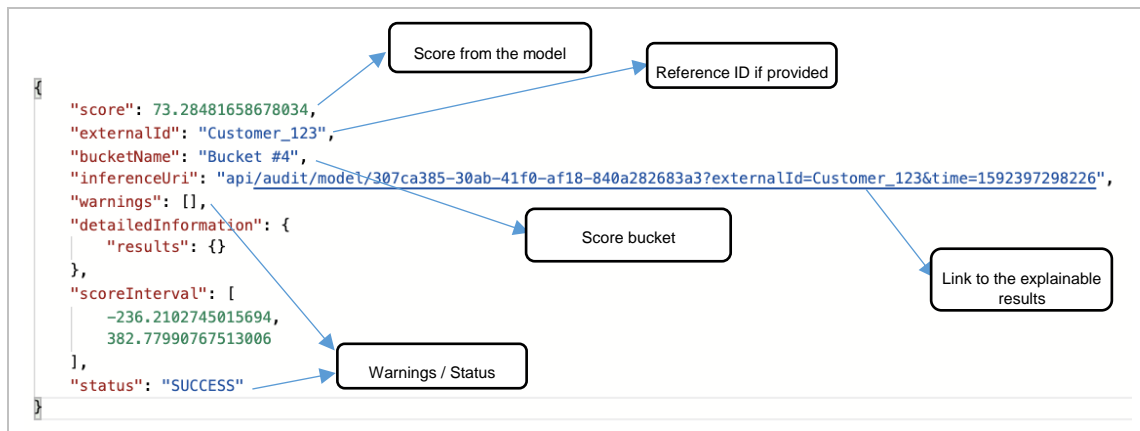 Score from the model
Reference ID if provided
{
"score": 73.28481658678034,
"externalId": "Customer_123",
"bucketName": "Bucket #4",
"inferenceUri": "api/audit/model/307ca385-30ab-41f0-af18-840a282683a3?externalId=Customer_123&time=1592397298226",
"warnings": [],
"detailedInformation": {
"results": {}
},
"scoreInterval": [
-236.2102745015694,
382.77990767513006
],
"status": "SUCCESS"
}
Score bucket
Link to the explainable
results
Warnings / Status